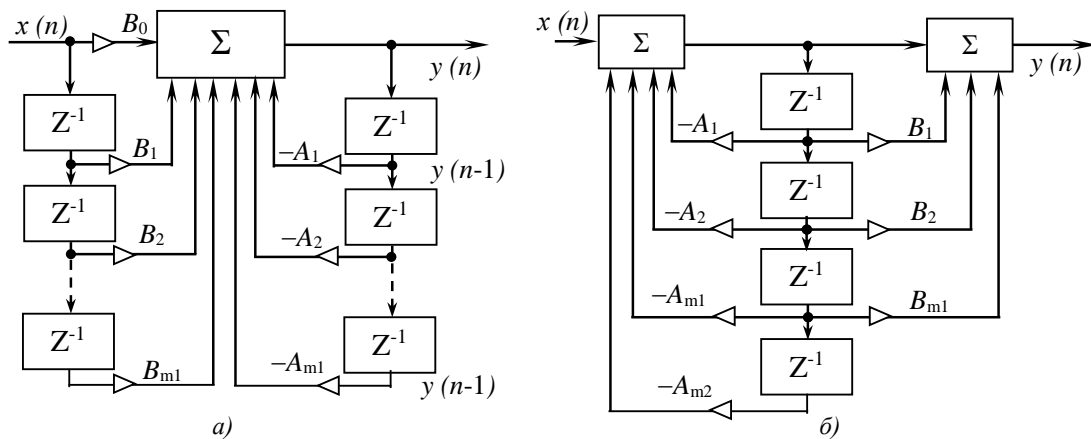 x (n)
B₀
Σ
y (n)
Z⁻¹
Z⁻¹
B₁
–A₁
y (n-1)
Z⁻¹
Z⁻¹
B₂
–A₂
Z⁻¹
Z⁻¹
Bₘ₁
–Aₘ₁
y (n-1)
а)
x (n)
Σ
Σ
y (n)
Z⁻¹
–A₁
B₁
Z⁻¹
–A₂
B₂
Z⁻¹
–Aₘ₁
Bₘ₁
Z⁻¹
–Aₘ₂
б)